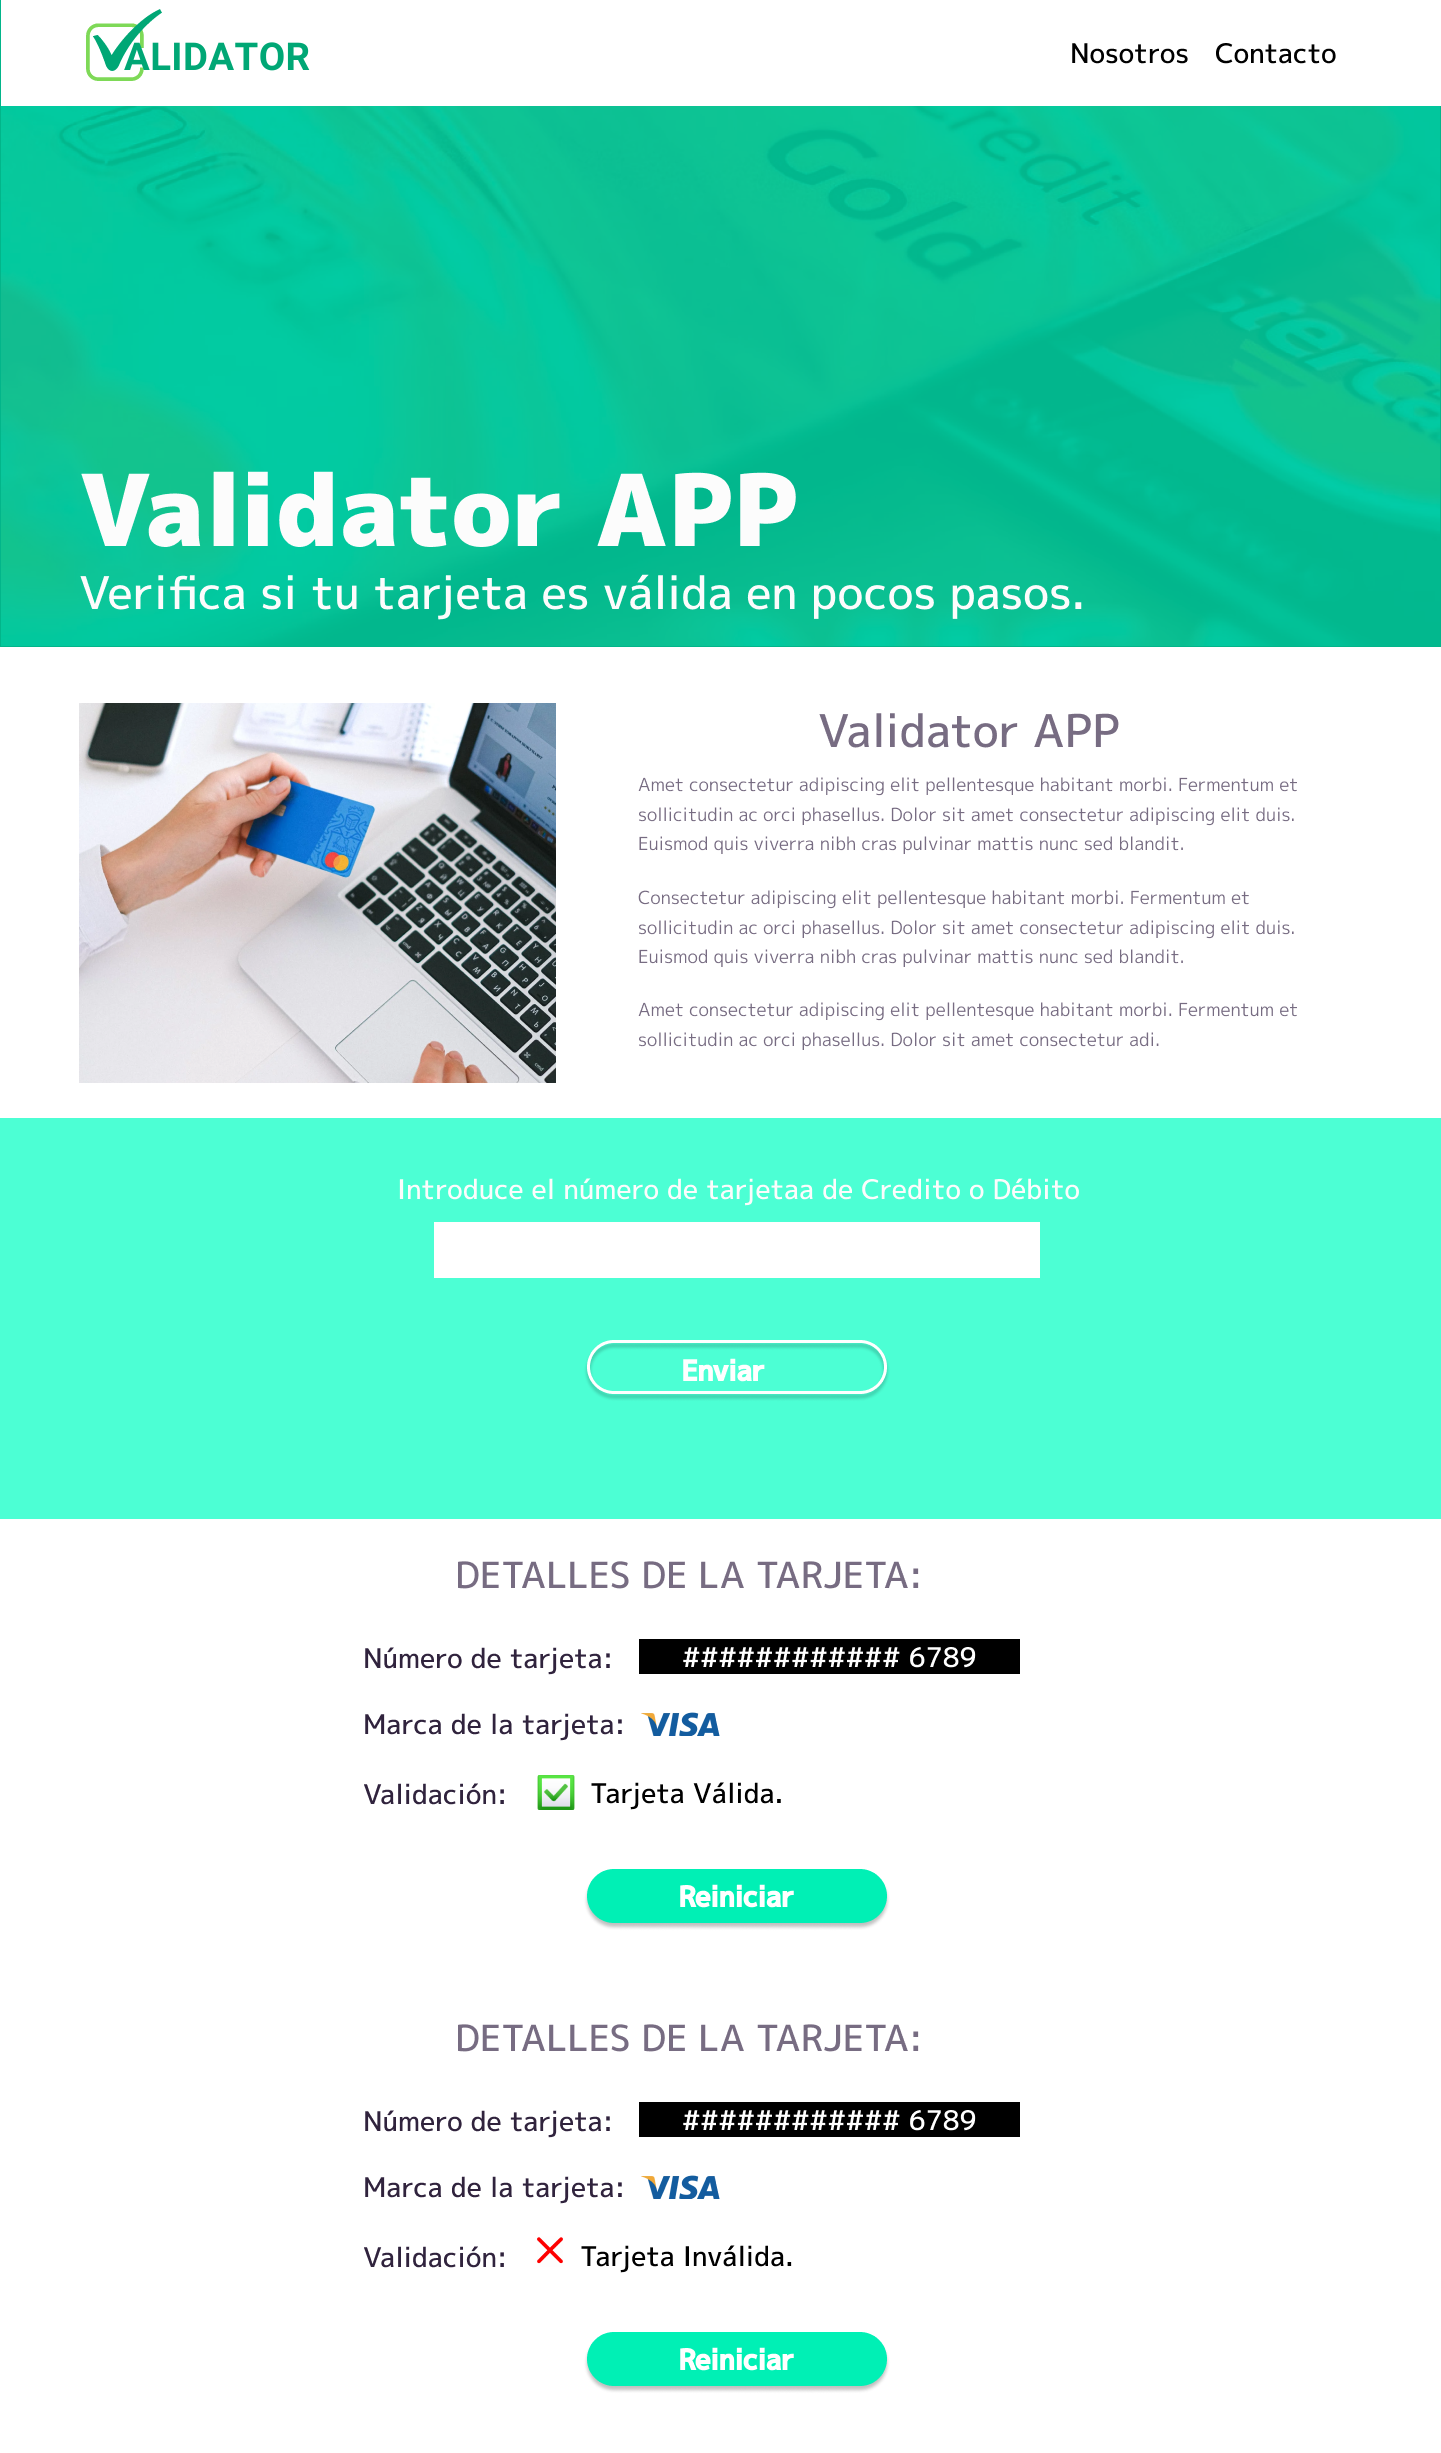 VALIDATOR
Nosotros Contacto
Credit
Gold
sterca
Validator APP
Verifica si tu tarjeta es válida en pocos pasos.
Validator APP
Amet consectetur adipiscing elit pellentesque habitant morbi. Fermentum et
sollicitudin ac orci phasellus. Dolor sit amet consectetur adipiscing elit duis.
Euismod quis viverra nibh cras pulvinar mattis nunc sed blandit.
Consectetur adipiscing elit pellentesque habitant morbi. Fermentum et
sollicitudin ac orci phasellus. Dolor sit amet consectetur adipiscing elit duis.
Euismod quis viverra nibh cras pulvinar mattis nunc sed blandit.
Amet consectetur adipiscing elit pellentesque habitant morbi. Fermentum et
sollicitudin ac orci phasellus. Dolor sit amet consectetur adi.
Introduce el número de tarjetaa de Credito o Débito
Enviar
DETALLES DE LA TARJETA:
Número de tarjeta: ############ 6789
Marca de la tarjeta: VISA
Validación: Tarjeta Válida.
Reiniciar
DETALLES DE LA TARJETA:
Número de tarjeta: ############ 6789
Marca de la tarjeta: VISA
Validación: Tarjeta Inválida.
Reiniciar